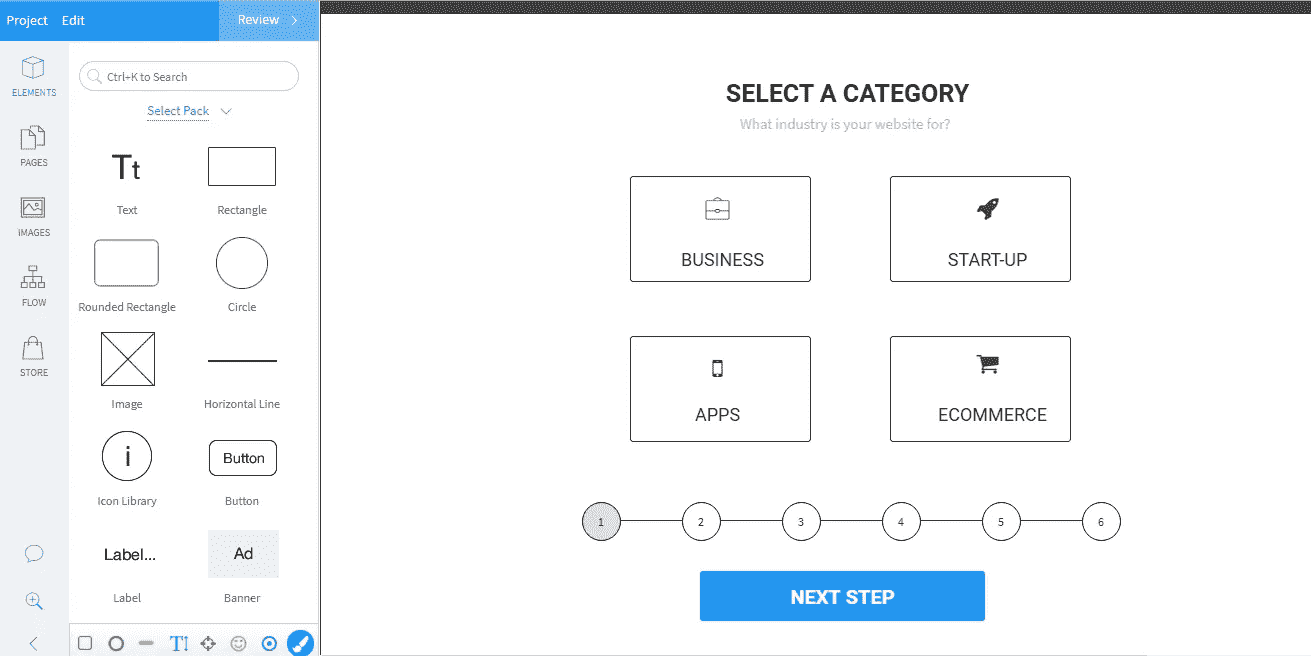 Project Edit Review
Ctrl+K to Search
Select Pack
ELEMENTS
PAGES
IMAGES
FLOW
STORE
Tt
Text Rectangle
Rounded Rectangle Circle
Image Horizontal Line
i Button
Icon Library Button
Label... Ad
Label Banner
T
SELECT A CATEGORY
What industry is your website for?
BUSINESS START-UP
APPS ECOMMERCE
1 2 3 4 5 6
NEXT STEP